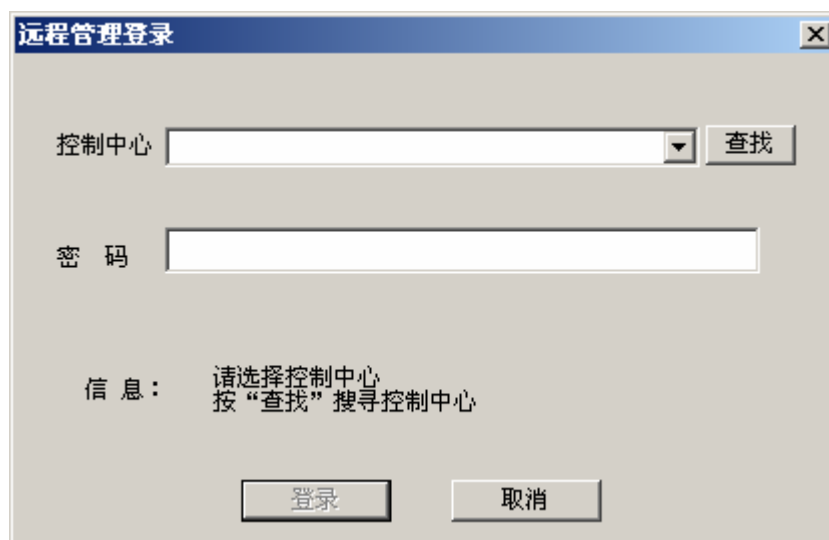 远程管理登录
控制中心 查找
密 码
信 息：
请选择控制中心
按“查找”搜寻控制中心
登录 取消